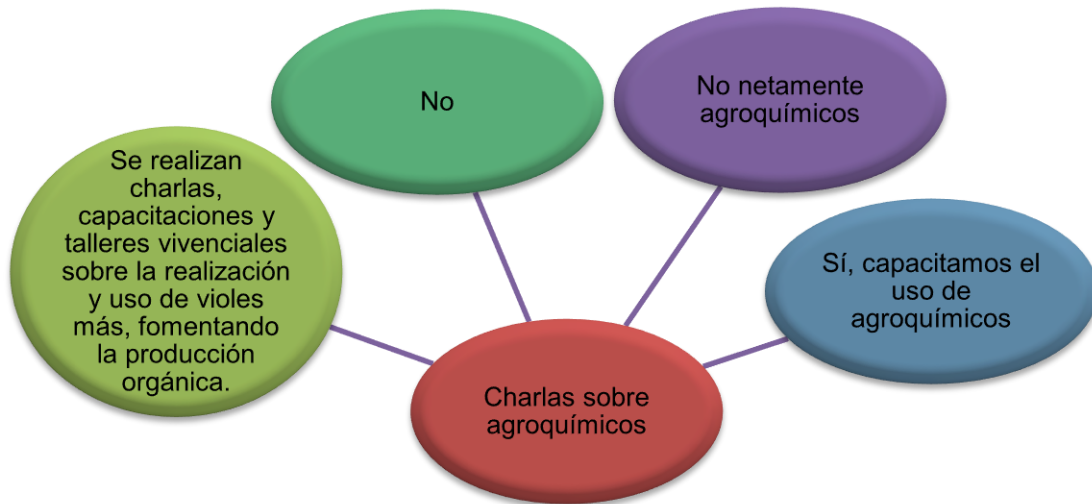 No
No netamente
agroquímicos
Se realizan
charlas,
capacitaciones y
talleres vivenciales
sobre la realización
y uso de violes
más, fomentando
la producción
orgánica.
Sí, capacitamos el
uso de
agroquímicos
Charlas sobre
agroquímicos